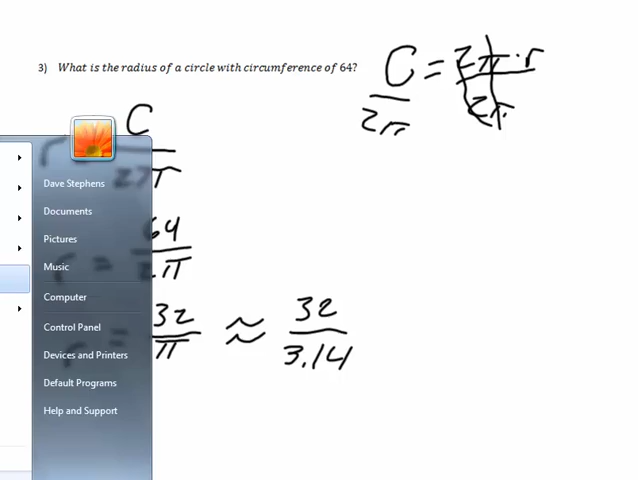 3) What is the radius of a circle with circumference of 64?
C = 2π·r
2π 2π
C
r =
2π
64
r =
2π
32 32
r = ≈
π 3.14
Dave Stephens
Documents
Pictures
Music
Computer
Control Panel
Devices and Printers
Default Programs
Help and Support